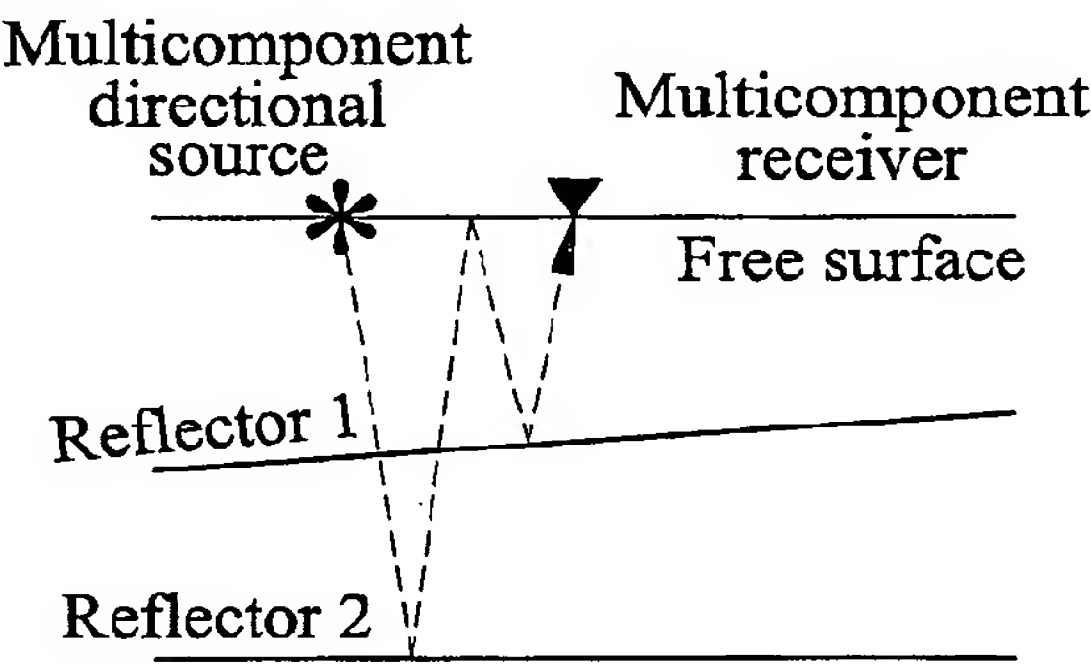 Multicomponent
directional
source
Multicomponent
receiver
Free surface
Reflector 1
Reflector 2